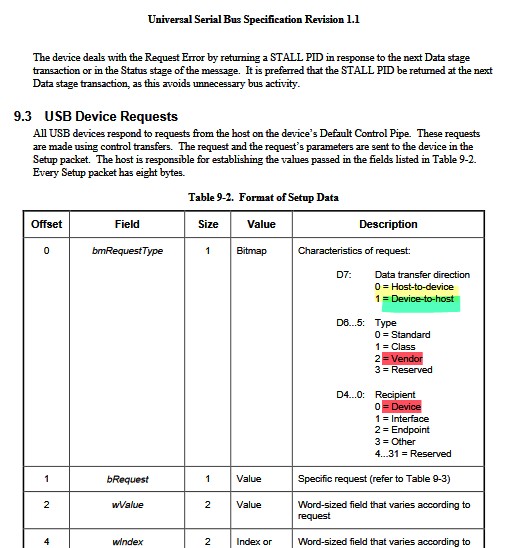 Universal Serial Bus Specification Revision 1.1
The device deals with the Request Error by returning a STALL PID in response to the next Data stage
transaction or in the Status stage of the message. It is preferred that the STALL PID be returned at the next
Data stage transaction, as this avoids unnecessary bus activity.
9.3 USB Device Requests
All USB devices respond to requests from the host on the device's Default Control Pipe. These requests
are made using control transfers. The request and the request's parameters are sent to the device in the
Setup packet. The host is responsible for establishing the values passed in the fields listed in Table 9-2.
Every Setup packet has eight bytes.
Table 9-2. Format of Setup Data
Offset Field Size Value Description
0 bmRequestType 1 Bitmap Characteristics of request:
D7: Data transfer direction
0 = Host-to-device
1 = Device-to-host
D6...5: Type
0 = Standard
1 = Class
2 = Vendor
3 = Reserved
D4...0: Recipient
0 = Device
1 = Interface
2 = Endpoint
3 = Other
4...31 = Reserved
1 bRequest 1 Value Specific request (refer to Table 9-3)
2 wValue 2 Value Word-sized field that varies according to
request
4 wIndex 2 Index or Word-sized field that varies according to